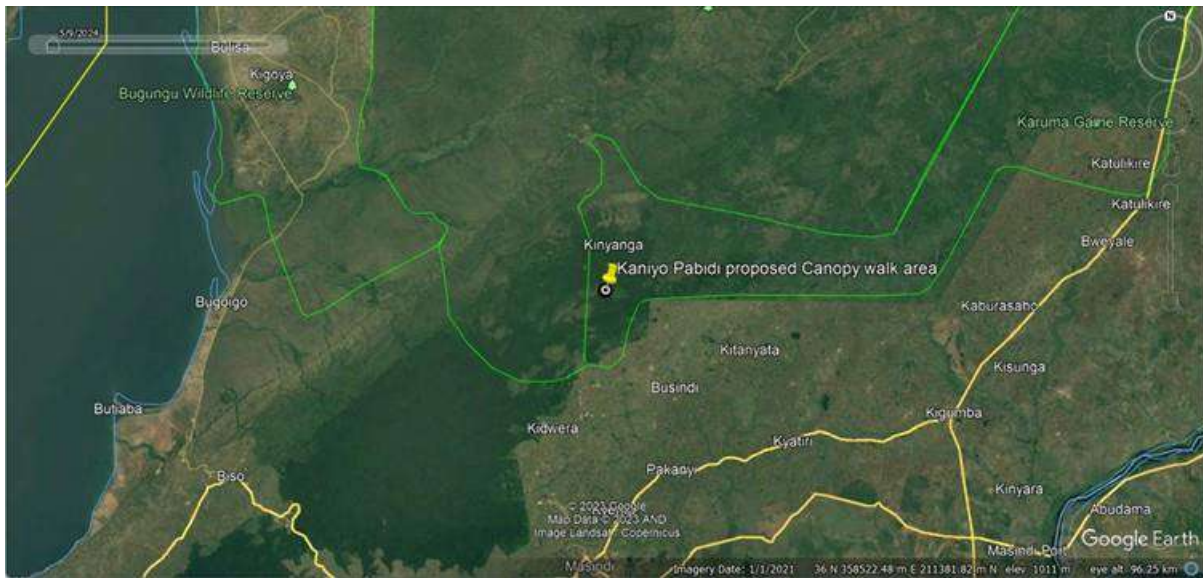 N
5/9/2024
Bulisa
Kigoya
Bugungu Wildlife Reserve
Karuma Game Reserve
Katulikire
Katulikire
Kinyanga
Bweyale
Kaniyo Pabidi proposed Canopy walk area
Bugoigo
Kaburasaho
Kitanyata
Kisunga
Busindi
Butiaba
Kigumba
Kidwera
Kyatiri
Pakanyi
Biso
Kinyara
© 2023 Google
Map Data © 2023 AND
Image Landsat / Copernicus
Abudama
Google Earth
Masindi Port
Masindi
Imagery Date: 1/1/2021 36 N 358522.48 m E 211381.82 m N elev 1011 m eye alt 96.25 km